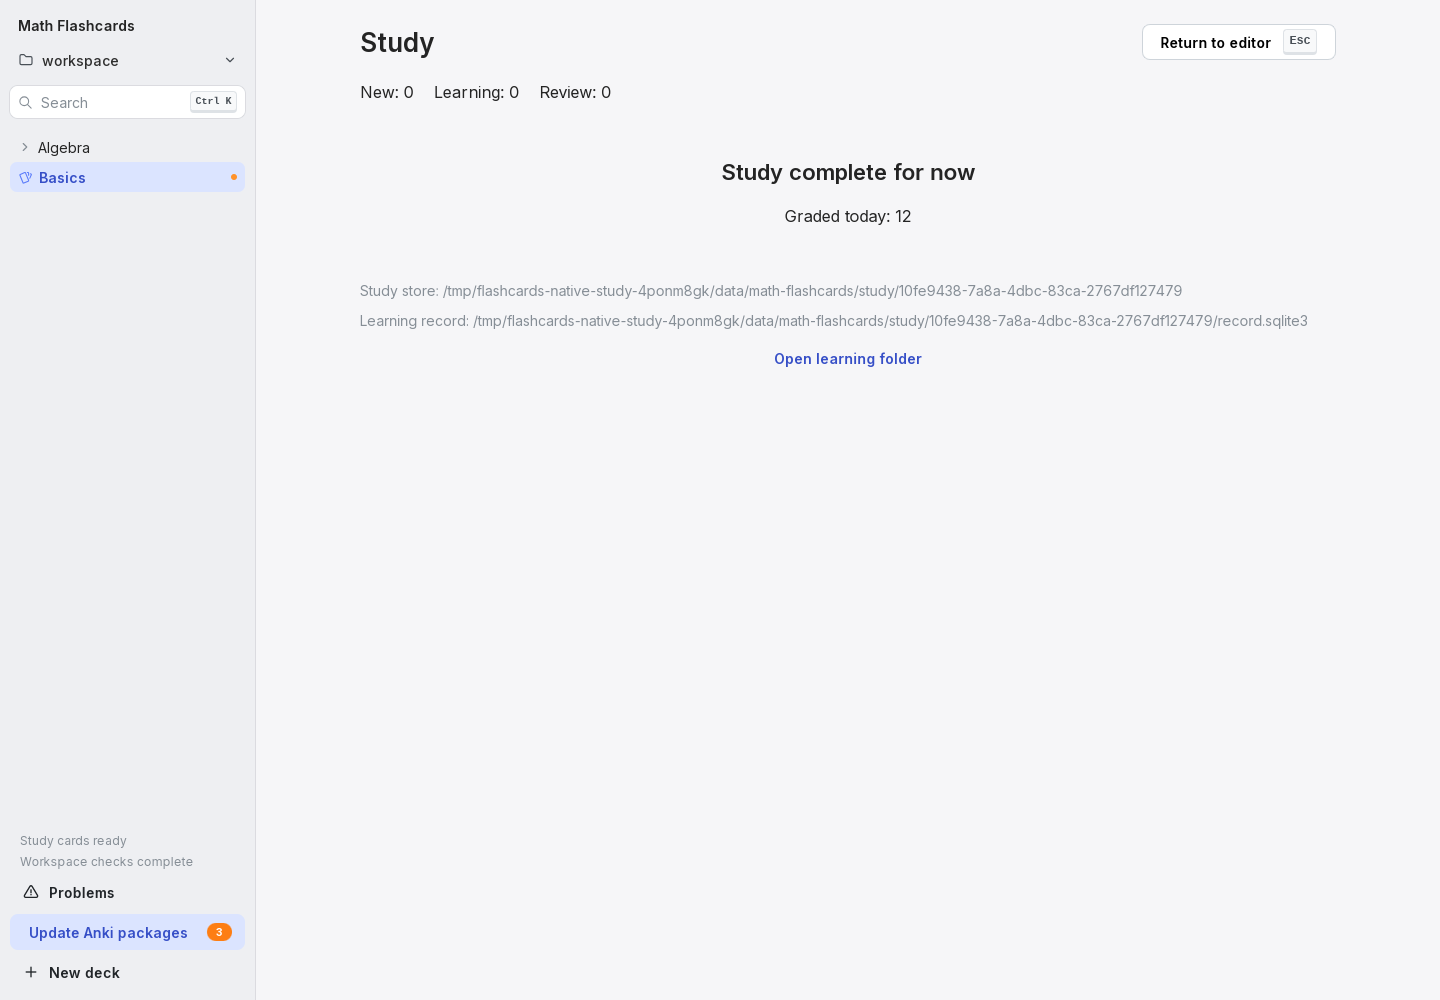 Math Flashcards
workspace
Search Ctrl K
Algebra
Basics
Study cards ready
Workspace checks complete
Problems
Update Anki packages 3
New deck
Study
Return to editor Esc
New: 0 Learning: 0 Review: 0
Study complete for now
Graded today: 12
Study store: /tmp/flashcards-native-study-4ponm8gk/data/math-flashcards/study/10fe9438-7a8a-4dbc-83ca-2767df127479
Learning record: /tmp/flashcards-native-study-4ponm8gk/data/math-flashcards/study/10fe9438-7a8a-4dbc-83ca-2767df127479/record.sqlite3
Open learning folder